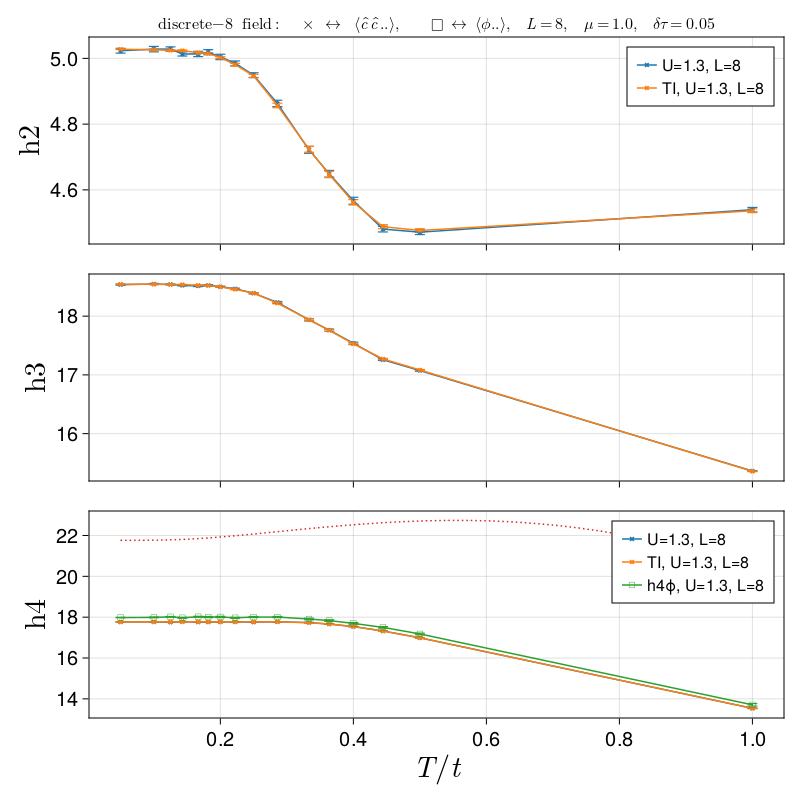 discrete−8 field : × ↔ ⟨ĉ ĉ ..⟩, □ ↔ ⟨ϕ..⟩, L = 8, μ = 1.0, δτ = 0.05
5.0
4.8
4.6
h2
U=1.3, L=8
TI, U=1.3, L=8
18
17
16
h3
22
20
18
16
14
h4
U=1.3, L=8
TI, U=1.3, L=8
h4ϕ, U=1.3, L=8
0.2 0.4 0.6 0.8 1.0
T/t